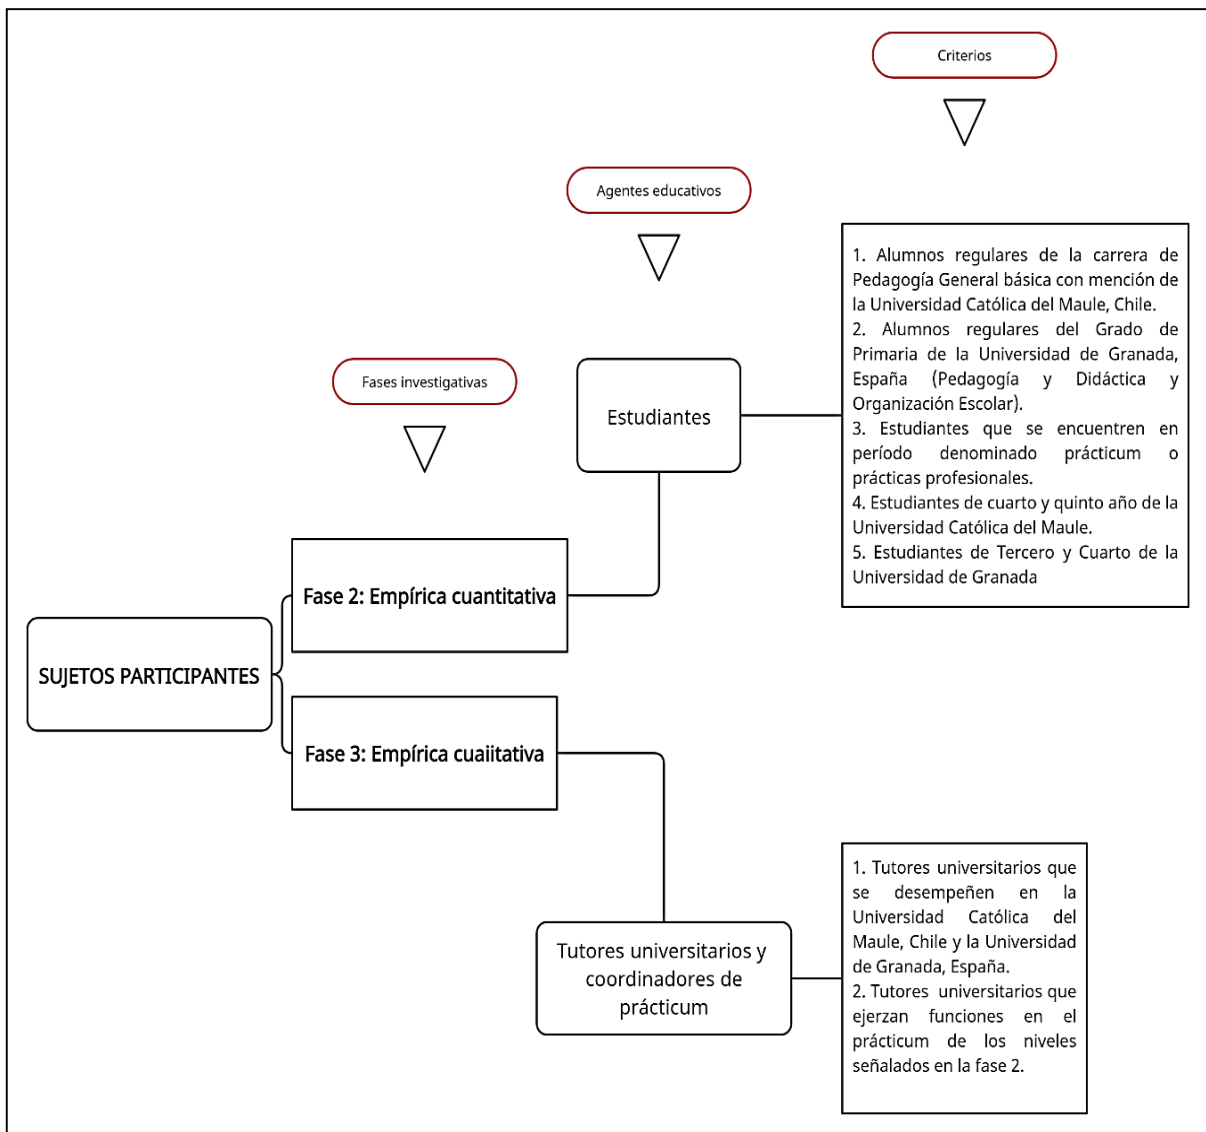 Criterios
Agentes educativos
Fases investigativas
Estudiantes
1. Alumnos regulares de la carrera de
Pedagogía General básica con mención de
la Universidad Católica del Maule, Chile.
2. Alumnos regulares del Grado de
Primaria de la Universidad de Granada,
España (Pedagogía y Didáctica y
Organización Escolar).
3. Estudiantes que se encuentren en
período denominado prácticum o
prácticas profesionales.
4. Estudiantes de cuarto y quinto año de la
Universidad Católica del Maule.
5. Estudiantes de Tercero y Cuarto de la
Universidad de Granada
Fase 2: Empírica cuantitativa
SUJETOS PARTICIPANTES
Fase 3: Empírica cuaiitativa
Tutores universitarios y
coordinadores de
prácticum
1. Tutores universitarios que
se desempeñen en la
Universidad Católica del
Maule, Chile y la Universidad
de Granada, España.
2. Tutores universitarios que
ejerzan funciones en el
prácticum de los niveles
señalados en la fase 2.